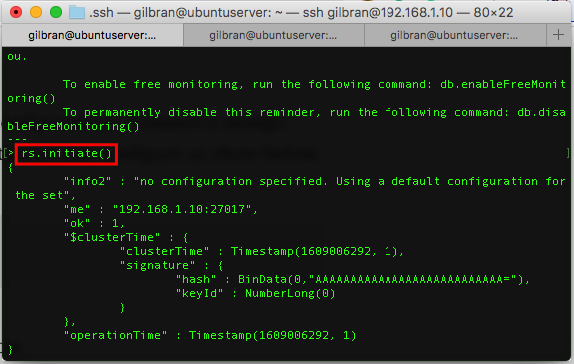 .ssh — gilbran@ubuntuserver: ~ — ssh gilbran@192.168.1.10 — 80×22
gilbran@ubuntuserver:... gilbran@ubuntuserver:... gilbran@ubuntuserver:... +
ou.
To enable free monitoring, run the following command: db.enableFreeMonit
oring()
To permanently disable this reminder, run the following command: db.disa
bleFreeMonitoring()
---
[> rs.initiate()
{
"info2" : "no configuration specified. Using a default configuration for
the set",
"me" : "192.168.1.10:27017",
"ok" : 1,
"$clusterTime" : {
"clusterTime" : Timestamp(1609006292, 1),
"signature" : {
"hash" : BinData(0,"AAAAAAAAAAAAAAAAAAAAAAAAAAA="),
"keyId" : NumberLong(0)
}
},
"operationTime" : Timestamp(1609006292, 1)
}